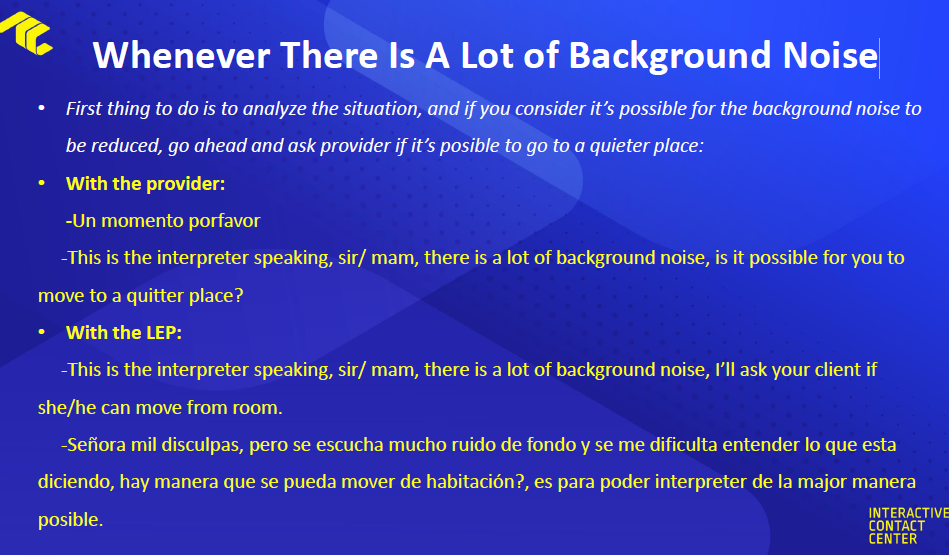 Whenever There Is A Lot of Background Noise
• First thing to do is to analyze the situation, and if you consider it’s possible for the background noise to
be reduced, go ahead and ask provider if it’s posible to go to a quieter place:
• With the provider:
-Un momento porfavor
-This is the interpreter speaking, sir/ mam, there is a lot of background noise, is it possible for you to
move to a quitter place?
• With the LEP:
-This is the interpreter speaking, sir/ mam, there is a lot of background noise, I’ll ask your client if
she/he can move from room.
-Señora mil disculpas, pero se escucha mucho ruido de fondo y se me dificulta entender lo que esta
diciendo, hay manera que se pueda mover de habitación?, es para poder interpreter de la major manera
posible.
INTERACTIVE
CONTACT
CENTER